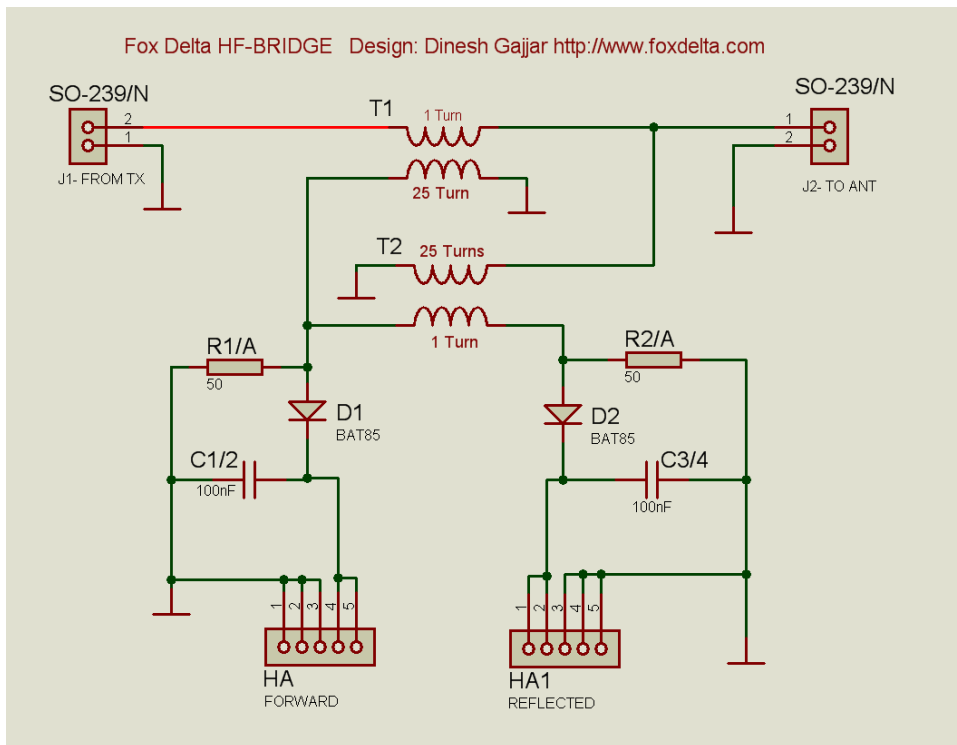 Fox Delta HF-BRIDGE Design: Dinesh Gajjar http://www.foxdelta.com
SO-239/N
2
1
J1- FROM TX
T1
1 Turn
25 Turn
SO-239/N
1
2
J2- TO ANT
T2
25 Turns
1 Turn
R1/A
50
D1
BAT85
C1/2
100nF
R2/A
50
D2
BAT85
C3/4
100nF
1
2
3
4
5
HA
FORWARD
1
2
3
4
5
HA1
REFLECTED